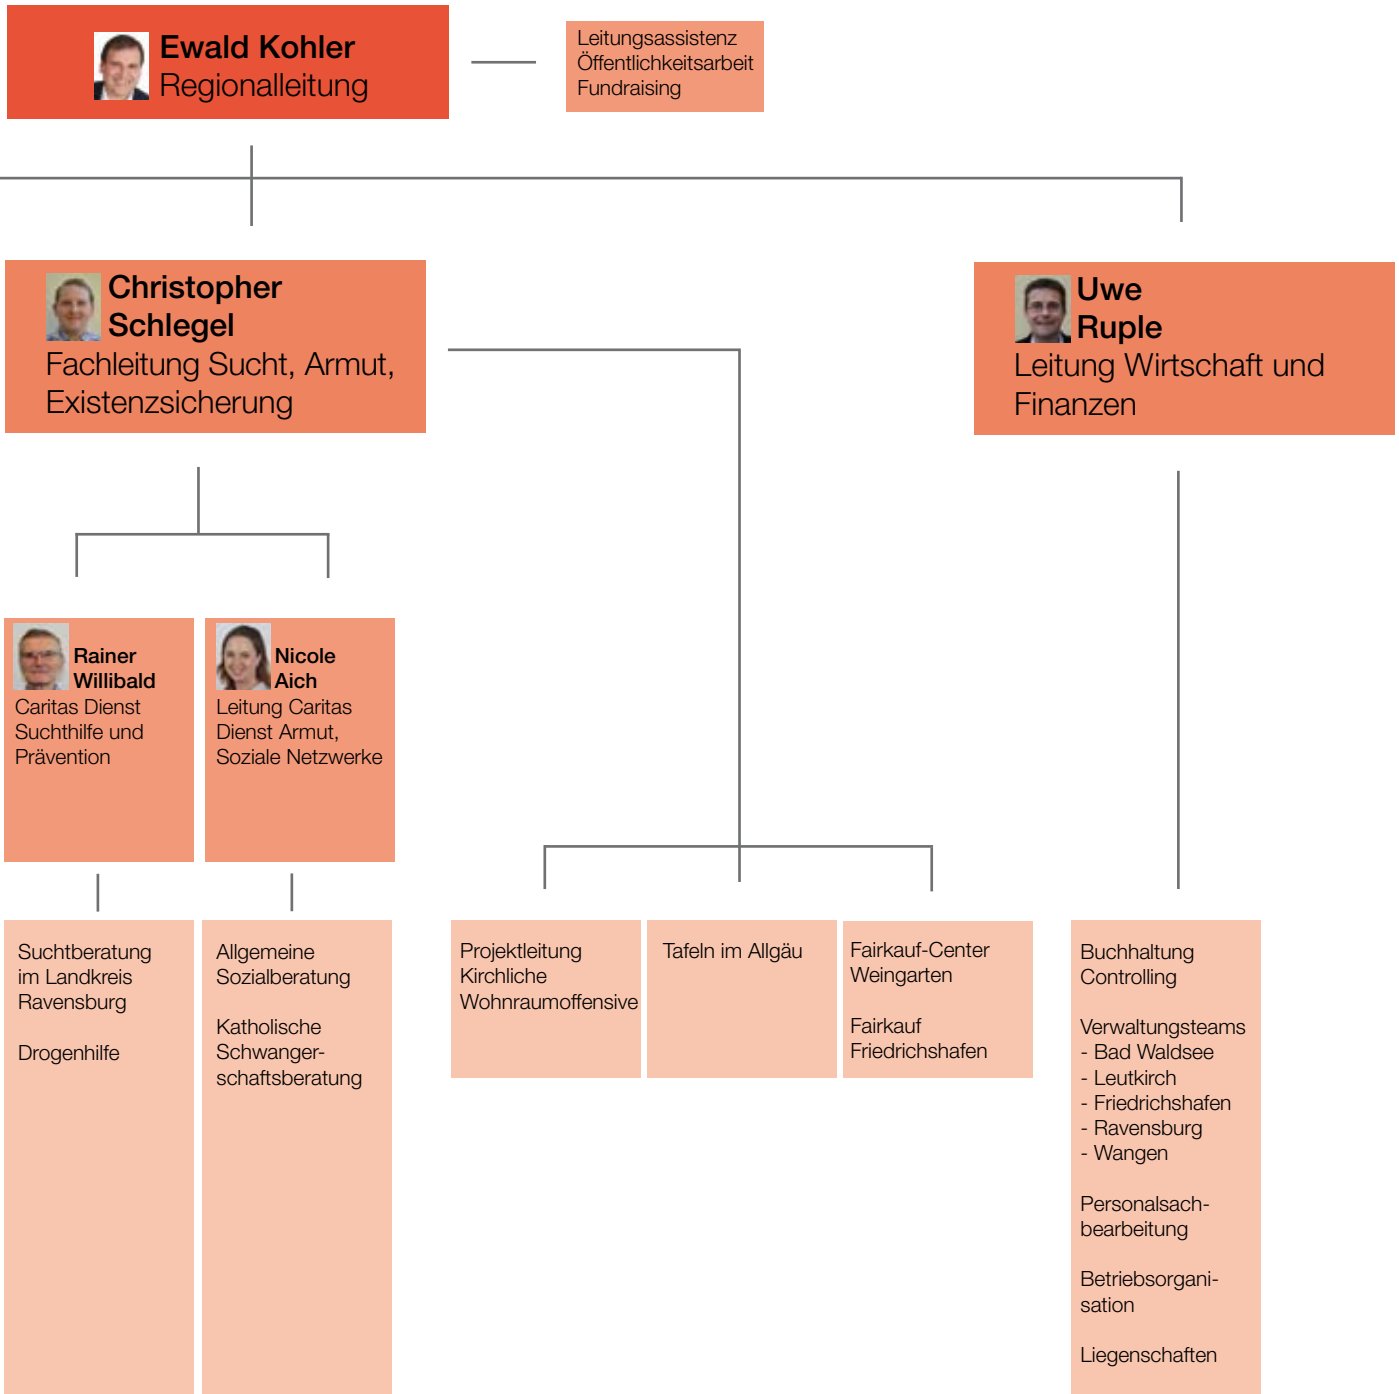 Ewald Kohler
Regionalleitung
Leitungsassistenz
Öffentlichkeitsarbeit
Fundraising
Christopher
Schlegel
Fachleitung Sucht, Armut,
Existenzsicherung
Uwe
Ruple
Leitung Wirtschaft und
Finanzen
Rainer
Willibald
Caritas Dienst
Suchthilfe und
Prävention
Nicole
Aich
Leitung Caritas
Dienst Armut,
Soziale Netzwerke
Suchtberatung
im Landkreis
Ravensburg
Drogenhilfe
Allgemeine
Sozialberatung
Katholische
Schwanger-
schaftsberatung
Projektleitung
Kirchliche
Wohnraumoffensive
Tafeln im Allgäu
Fairkauf-Center
Weingarten
Fairkauf
Friedrichshafen
Buchhaltung
Controlling
Verwaltungsteams
- Bad Waldsee
- Leutkirch
- Friedrichshafen
- Ravensburg
- Wangen
Personalsach-
bearbeitung
Betriebsorgani-
sation
Liegenschaften